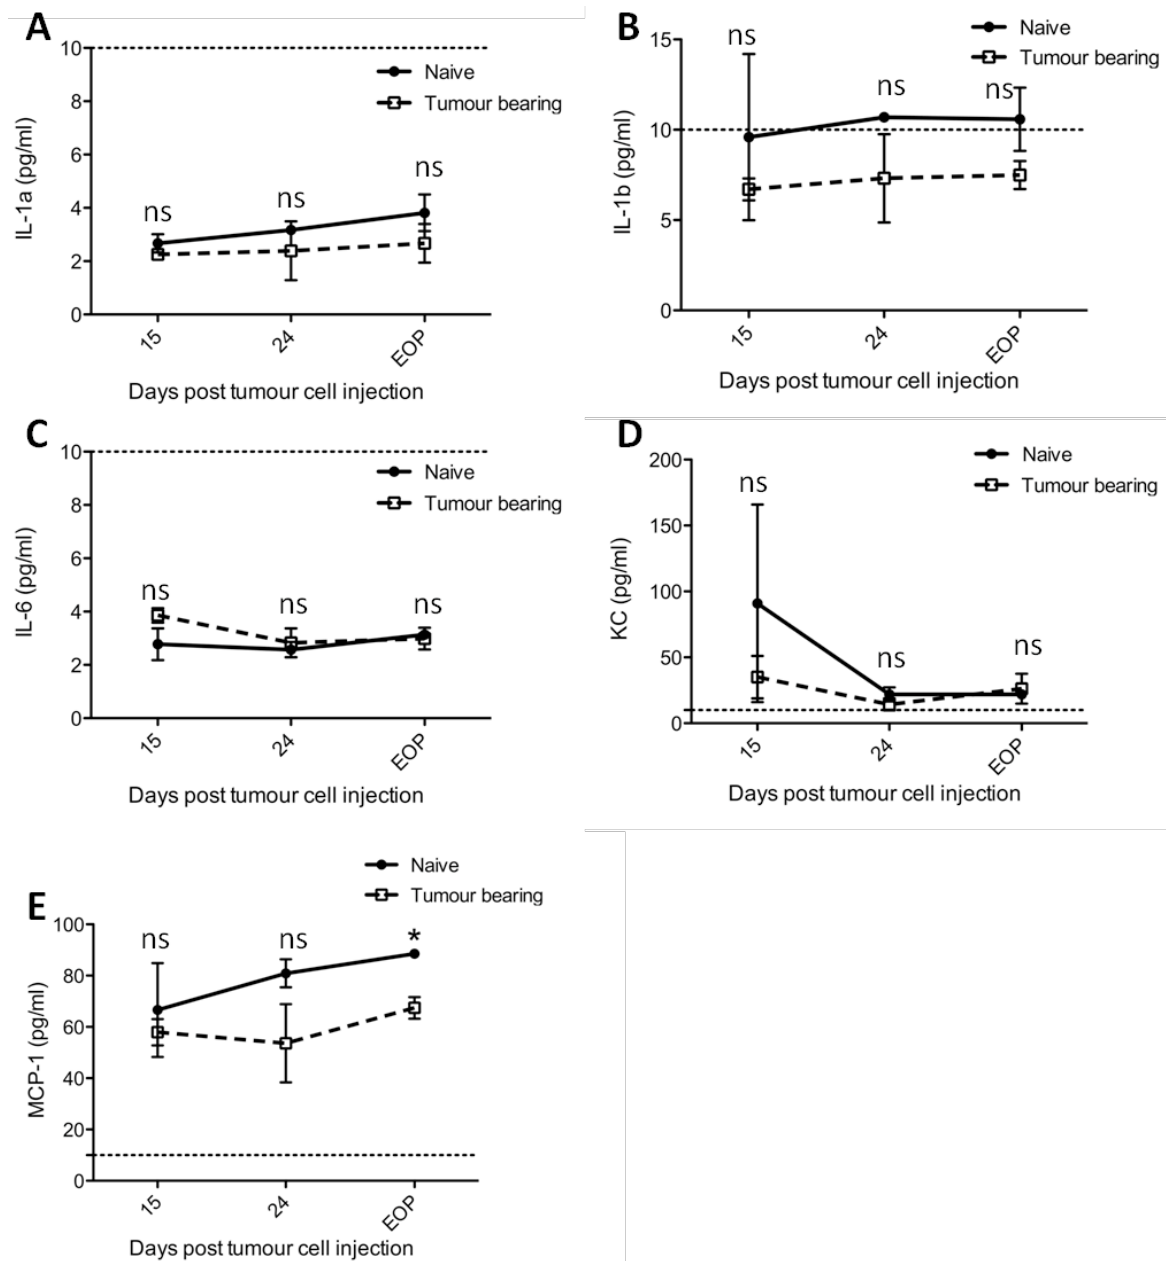 A
10
8
6
4
2
0
IL-1a (pg/ml)
Naive
Tumour bearing
ns
ns
ns
15
24
EOP
Days post tumour cell injection
B
15
10
5
0
IL-1b (pg/ml)
Naive
Tumour bearing
ns
ns
ns
15
24
EOP
Days post tumour cell injection
C
10
8
6
4
2
0
IL-6 (pg/ml)
Naive
Tumour bearing
ns
ns
ns
15
24
EOP
Days post tumour cell injection
D
200
150
100
50
0
KC (pg/ml)
Naive
Tumour bearing
ns
ns
ns
15
24
EOP
Days post tumour cell injection
E
100
80
60
40
20
0
MCP-1 (pg/ml)
Naive
Tumour bearing
ns
ns
*
15
24
EOP
Days post tumour cell injection